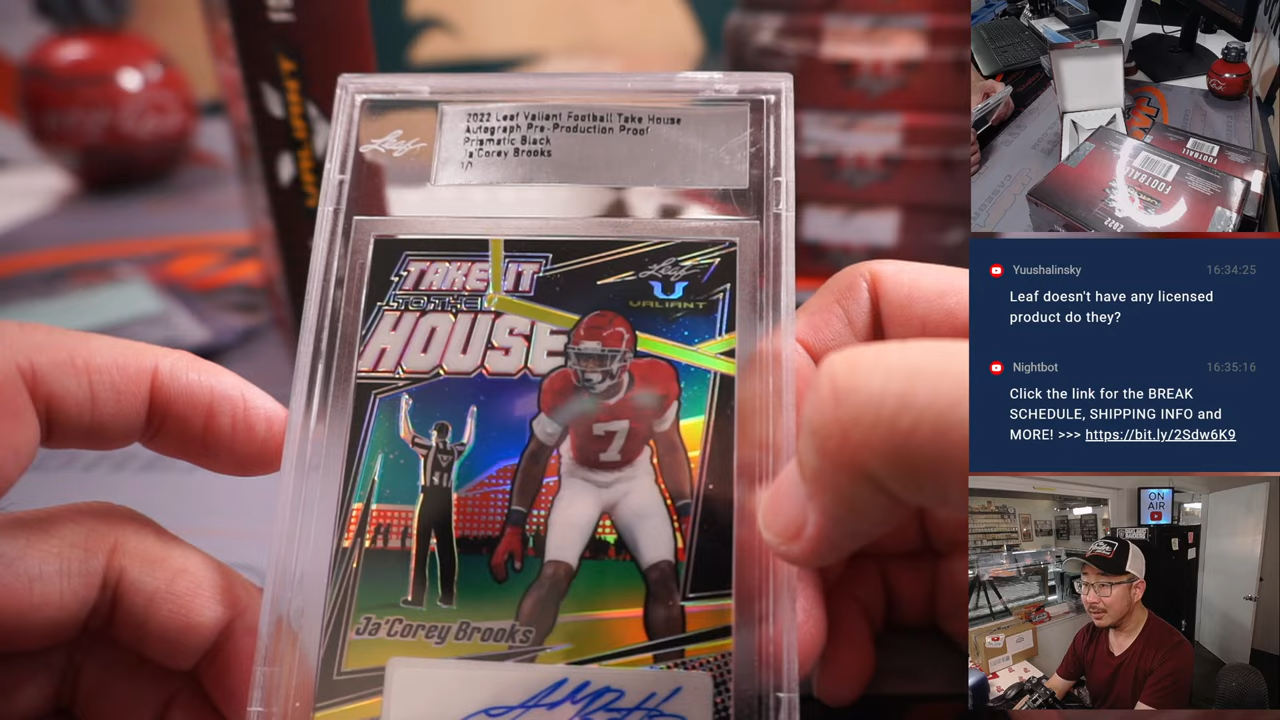 Leaf
2022 Leaf Valiant Football Take House
Autograph Pre-Production Proof
Prismatic Black
Ja'Corey Brooks
1/1
TAKE IT
TO THE
HOUSE
Leaf
VALIANT
7
Ja'Corey Brooks
FOOTBALL
FOOTBALL
2022
Yuushalinsky 16:34:25
Leaf doesn't have any licensed
product do they?
Nightbot 16:35:16
Click the link for the BREAK
SCHEDULE, SHIPPING INFO and
MORE! >>> https://bit.ly/2Sdw6K9
ON
AIR